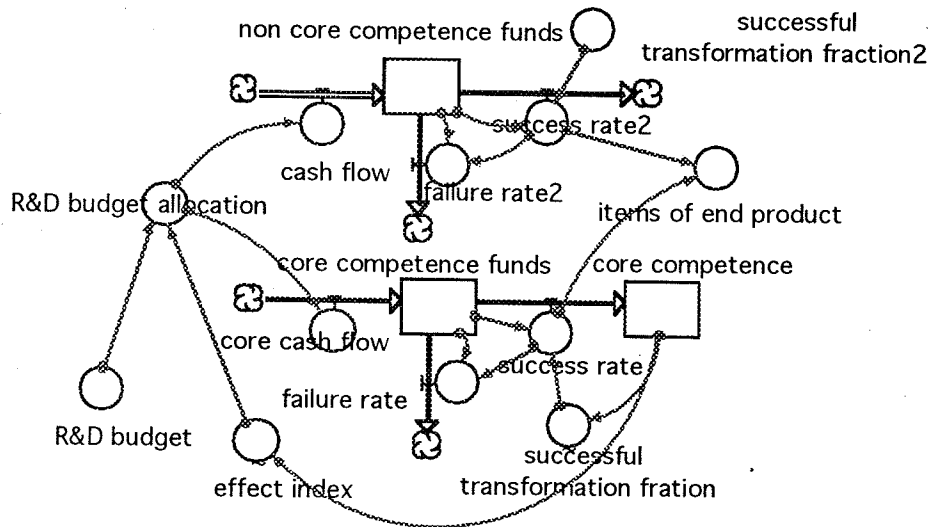 successful
non core competence funds
transformation fraction2
success rate2
cash flow
failure rate2
R&D budget allocation
items of end product
core competence funds
core competence
core cash flow
success rate
failure rate
R&D budget
successful
effect index
transformation fration